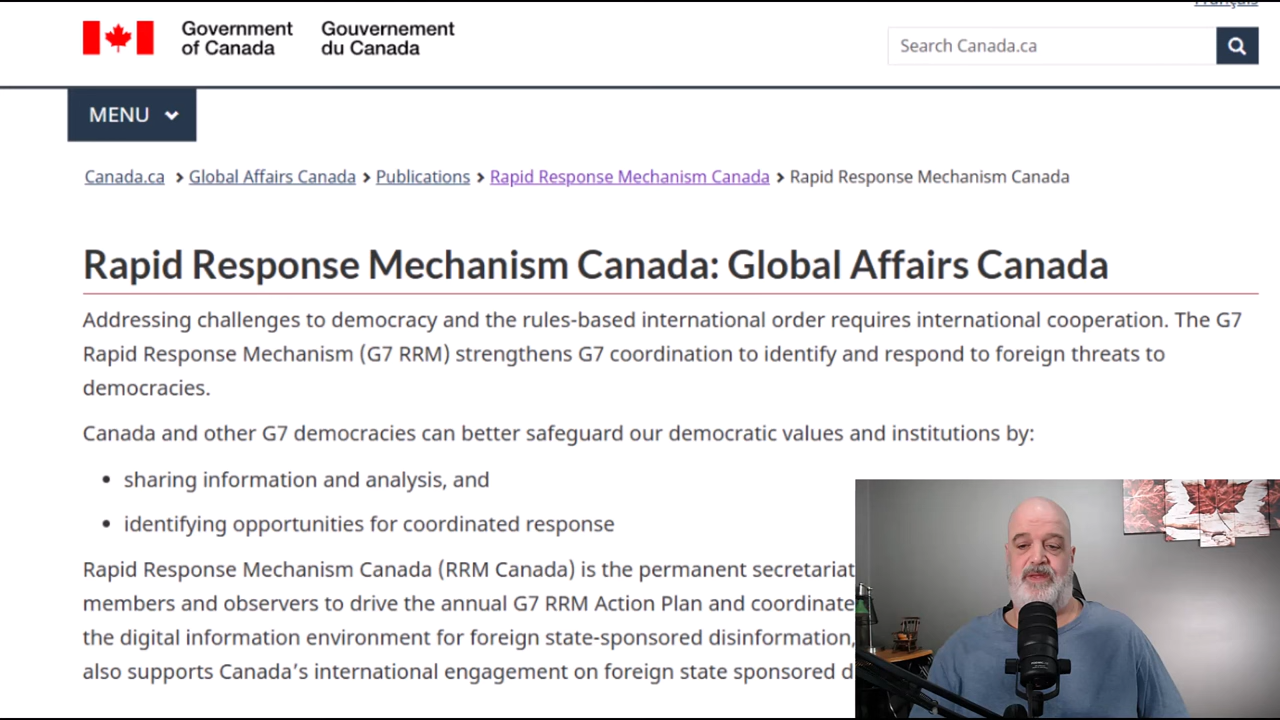 Français
Government of Canada
Gouvernement du Canada
Search Canada.ca
MENU
Canada.ca > Global Affairs Canada > Publications > Rapid Response Mechanism Canada > Rapid Response Mechanism Canada
Rapid Response Mechanism Canada: Global Affairs Canada
Addressing challenges to democracy and the rules-based international order requires international cooperation. The G7
Rapid Response Mechanism (G7 RRM) strengthens G7 coordination to identify and respond to foreign threats to
democracies.
Canada and other G7 democracies can better safeguard our democratic values and institutions by:
• sharing information and analysis, and
• identifying opportunities for coordinated response
Rapid Response Mechanism Canada (RRM Canada) is the permanent secretariat
members and observers to drive the annual G7 RRM Action Plan and coordinate
the digital information environment for foreign state-sponsored disinformation,
also supports Canada’s international engagement on foreign state sponsored d